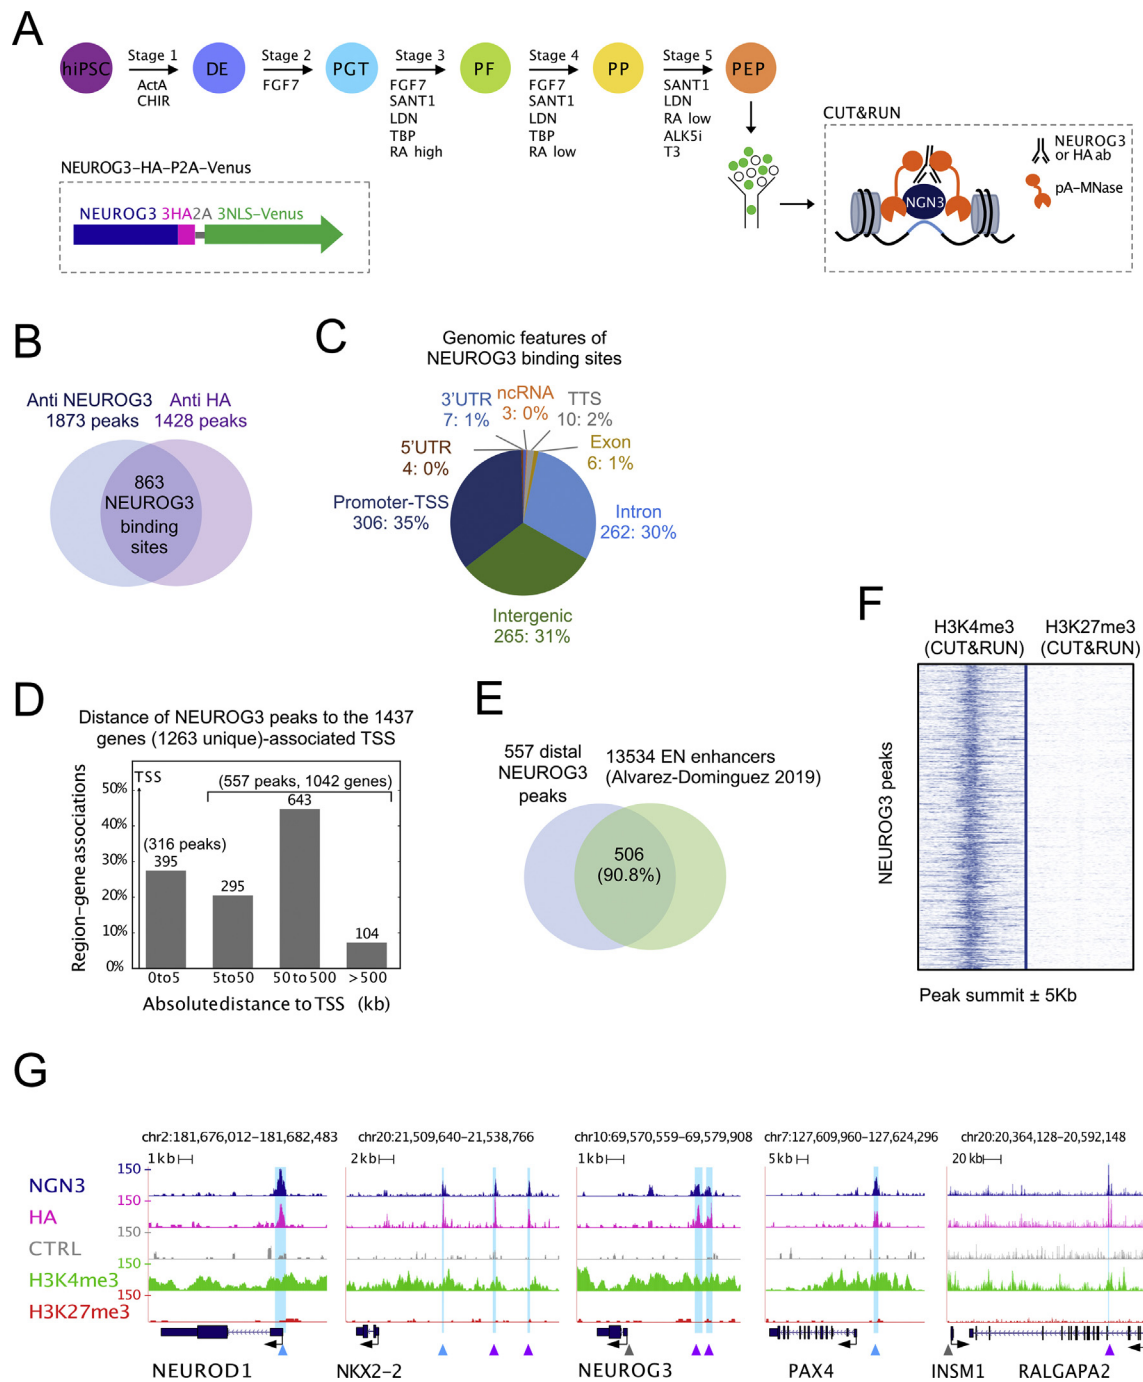 A
hiPSC
Stage 1
ActA
CHIR
DE
Stage 2
FGF7
PGT
Stage 3
FGF7
SANT1
LDN
TBP
RA high
PF
Stage 4
FGF7
SANT1
LDN
TBP
RA low
PP
Stage 5
SANT1
LDN
RA low
ALK5i
T3
PEP
CUT&RUN
NEUROG3
or HA ab
pA-MNase
NGN3
NEUROG3-HA-P2A-Venus
NEUROG3 3HA2A 3NLS-Venus
B
Anti NEUROG3
1873 peaks
Anti HA
1428 peaks
863
NEUROG3
binding
sites
C
Genomic features of
NEUROG3 binding sites
3'UTR
7: 1%
ncRNA
3: 0%
TTS
10: 2%
5'UTR
4: 0%
Exon
6: 1%
Promoter-TSS
306: 35%
Intron
262: 30%
Intergenic
265: 31%
D
Distance of NEUROG3 peaks to the 1437
genes (1263 unique)-associated TSS
Region-gene associations
TSS
(557 peaks, 1042 genes)
(316 peaks)
395
295
643
104
50%
40%
30%
20%
10%
0%
0to5
5to50
50to500
>500
Absolutedistance to TSS (kb)
E
557 distal
NEUROG3
peaks
13534 EN enhancers
(Alvarez-Dominguez 2019)
506
(90.8%)
F
H3K4me3
(CUT&RUN)
H3K27me3
(CUT&RUN)
NEUROG3 peaks
Peak summit ± 5Kb
G
chr2:181,676,012-181,682,483
chr20:21,509,640-21,538,766
chr10:69,570,559-69,579,908
chr7:127,609,960-127,624,296
chr20:20,364,128-20,592,148
1kb
2kb
1kb
5kb
20kb
150
NGN3
150
HA
150
CTRL
150
H3K4me3
150
H3K27me3
NEUROD1
NKX2-2
NEUROG3
PAX4
INSM1
RALGAPA2